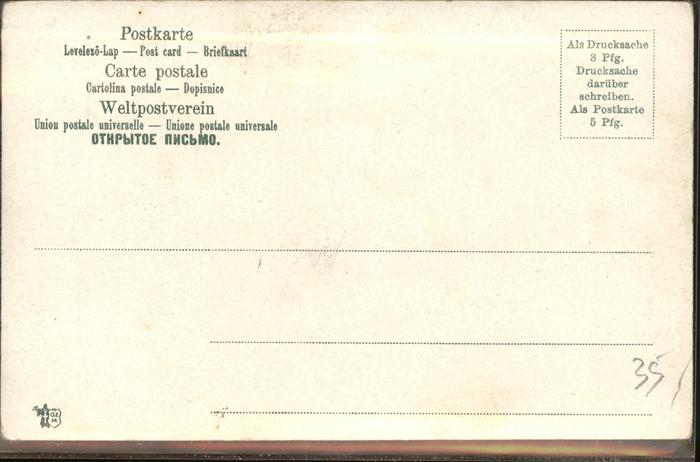 Postkarte
Levelezö-Lap — Post card — Briefkaart
Carte postale
Cartolina postale — Dopisnice
Weltpostverein
Union postale universelle — Unione postale universale
ОТКРЫТОЕ ПИСЬМО.
Als Drucksache
3 Pfg.
Drucksache
darüber
schreiben.
Als Postkarte
5 Pfg.
35